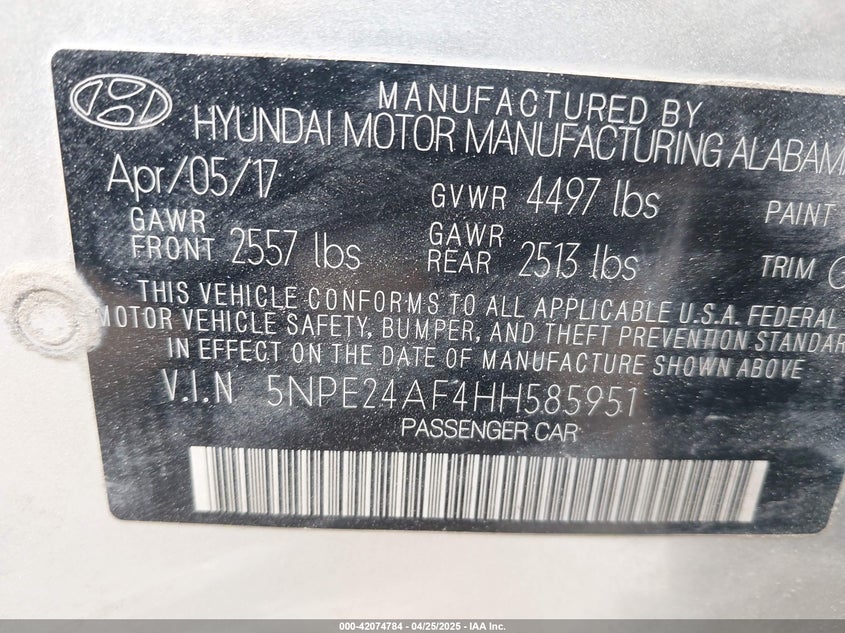 MANUFACTURED BY
HYUNDAI MOTOR MANUFACTURING ALABAMA
Apr/05/17 GVWR 4497 lbs PAINT
GAWR FRONT 2557 lbs GAWR REAR 2513 lbs TRIM
THIS VEHICLE CONFORMS TO ALL APPLICABLE U.S.A. FEDERAL
MOTOR VEHICLE SAFETY, BUMPER, AND THEFT PREVENTION STANDAR
IN EFFECT ON THE DATE OF MANUFACTURE SHOWN ABOVE
V.I.N 5NPE24AF4HH585951
PASSENGER CAR
000-42074784 - 04/25/2025 - IAA Inc.